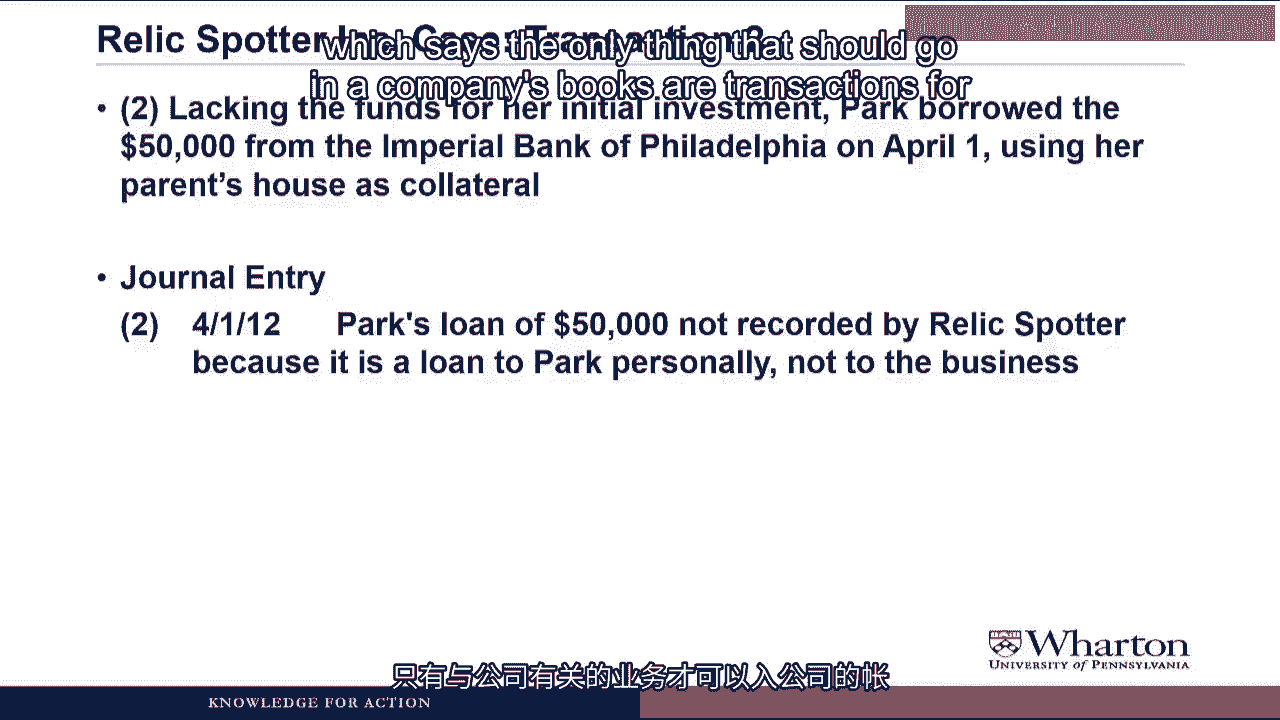 Relic Spotter Inc. Case: Transaction 2
which says the only thing that should go
in a company's books are transactions for
• (2) Lacking the funds for her initial investment, Park borrowed the
$50,000 from the Imperial Bank of Philadelphia on April 1, using her
parent’s house as collateral
• Journal Entry
(2) 4/1/12 Park's loan of $50,000 not recorded by Relic Spotter
because it is a loan to Park personally, not to the business
Wharton
UNIVERSITY of PENNSYLVANIA
只有与公司有关的业务才可以入公司的帐
KNOWLEDGE FOR ACTION